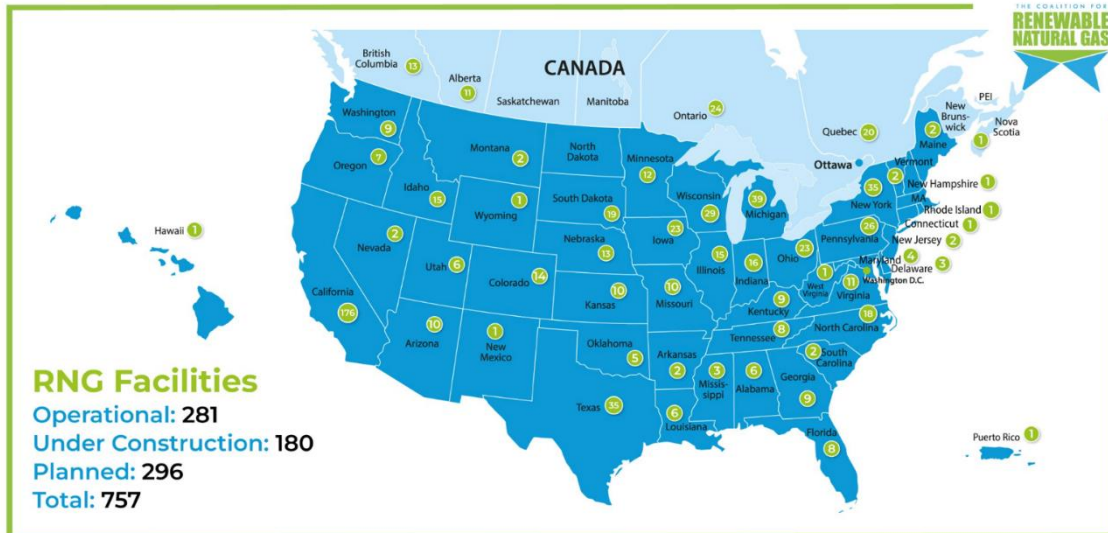 THE COALITION FOR
RENEWABLE
NATURAL GAS
CANADA
British
Columbia
13
Alberta
11
Saskatchewan
Manitoba
Ontario
24
Quebec
20
Ottawa
PEI
New
Bruns-
wick
Nova
Scotia
1
Washington
9
Oregon
7
Montana
2
North
Dakota
Minnesota
12
Idaho
15
Wyoming
1
South Dakota
19
Wisconsin
29
Michigan
39
Maine
2
Vermont
2
New Hampshire
1
New York
35
MA
Rhode Island
1
Connecticut
1
New Jersey
2
Pennsylvania
26
Maryland
4
Delaware
3
Washington D.C.
Hawaii
1
Nevada
2
Utah
6
Colorado
14
Nebraska
13
Iowa
23
Illinois
15
Indiana
16
Ohio
23
West
Virginia
1
Virginia
11
California
176
Kansas
10
Missouri
10
Kentucky
9
North Carolina
18
Tennessee
8
Arizona
10
New
Mexico
1
Oklahoma
5
Arkansas
2
Missis-
sippi
3
Alabama
6
Georgia
9
South
Carolina
2
Texas
35
Louisiana
6
Florida
8
Puerto Rico
1
RNG Facilities
Operational: 281
Under Construction: 180
Planned: 296
Total: 757